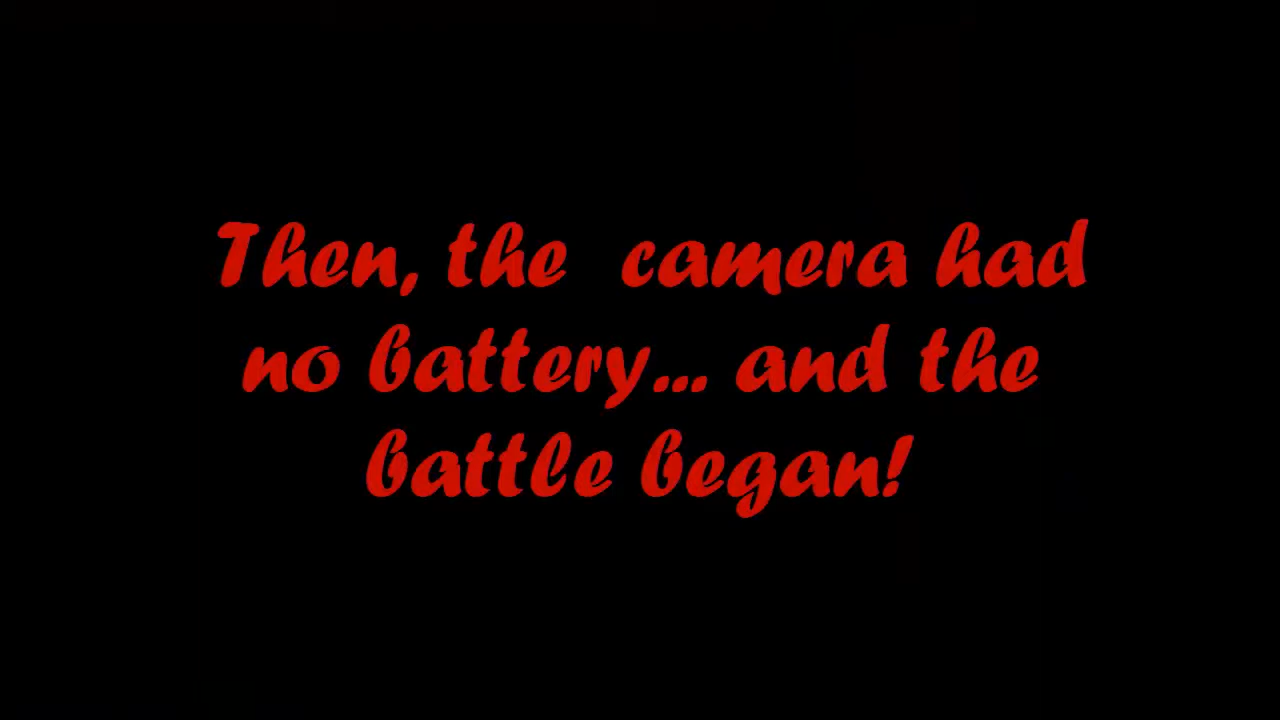 Then, the camera had
no battery... and the
battle began!